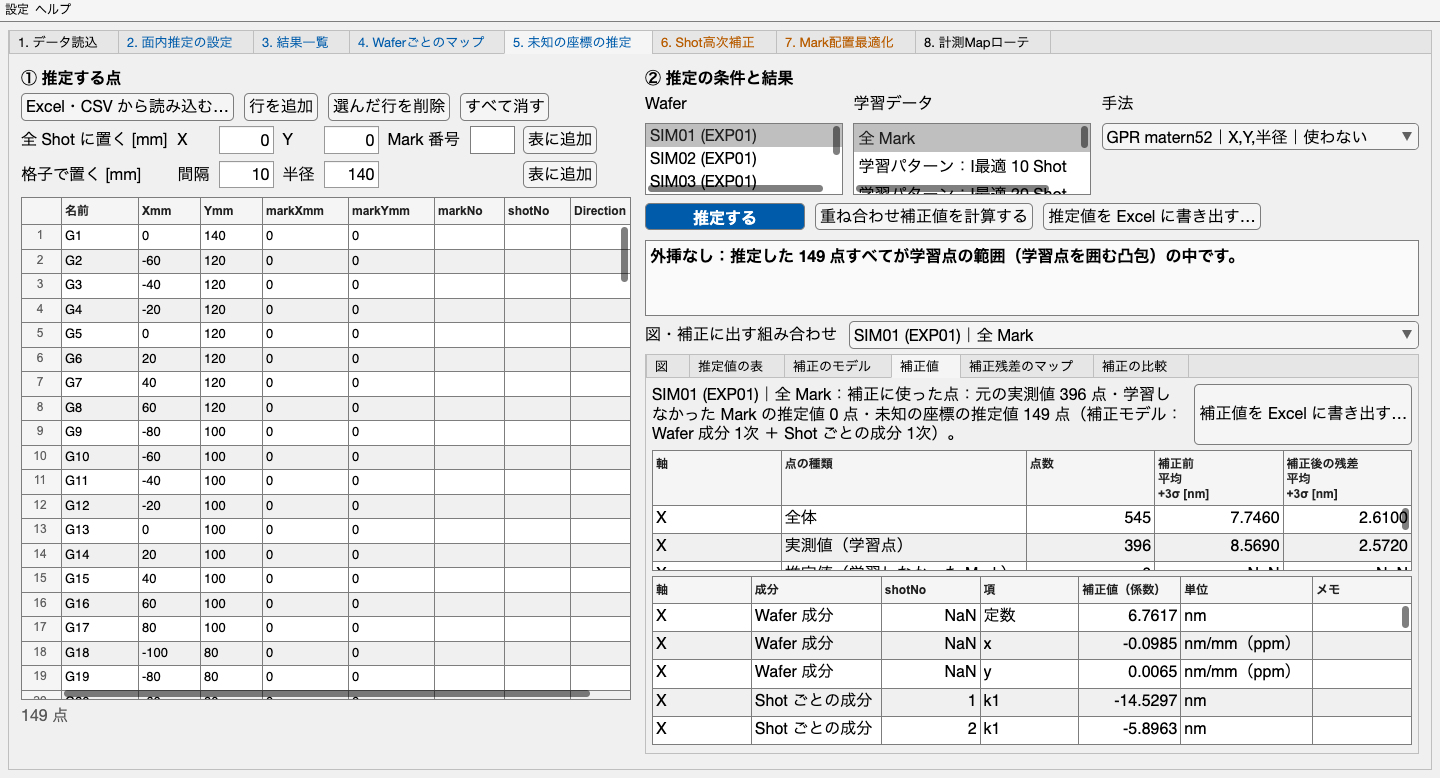 設定 ヘルプ
1. データ読込 2. 面内推定の設定 3. 結果一覧 4. Waferごとのマップ 5. 未知の座標の推定 6. Shot高次補正 7. Mark配置最適化 8. 計測Mapローテ
① 推定する点
Excel・CSV から読み込む... 行を追加 選んだ行を削除 すべて消す
全 Shot に置く [mm] X 0 Y 0 Mark 番号 表に追加
格子で置く [mm] 間隔 10 半径 140 表に追加
名前 Xmm Ymm markXmm markYmm markNo shotNo Direction
1 G1 0 140 0 0
2 G2 -60 120 0 0
3 G3 -40 120 0 0
4 G4 -20 120 0 0
5 G5 0 120 0 0
6 G6 20 120 0 0
7 G7 40 120 0 0
8 G8 60 120 0 0
9 G9 -80 100 0 0
10 G10 -60 100 0 0
11 G11 -40 100 0 0
12 G12 -20 100 0 0
13 G13 0 100 0 0
14 G14 20 100 0 0
15 G15 40 100 0 0
16 G16 60 100 0 0
17 G17 80 100 0 0
18 G18 -100 80 0 0
19 G19 -80 80 0 0
149 点
② 推定の条件と結果
Wafer 学習データ 手法
SIM01 (EXP01)
SIM02 (EXP01)
SIM03 (EXP01)
全 Mark
学習パターン：I最適 10 Shot
学習パターン：I最適 20 Shot
GPR matern52｜X,Y,半径｜使わない
推定する 重ね合わせ補正値を計算する 推定値を Excel に書き出す...
外挿なし：推定した 149 点すべてが学習点の範囲（学習点を囲む凸包）の中です。
図・補正に出す組み合わせ SIM01 (EXP01)｜全 Mark
図 推定値の表 補正のモデル 補正値 補正残差のマップ 補正の比較
SIM01 (EXP01)｜全 Mark：補正に使った点：元の実測値 396 点・学習し
なかった Mark の推定値 0 点・未知の座標の推定値 149 点（補正モデル：
Wafer 成分 1次 ＋ Shot ごとの成分 1次）。
補正値を Excel に書き出す...
軸 点の種類 点数 補正前 平均 +3σ [nm] 補正後の残差 平均 +3σ [nm]
X 全体 545 7.7460 2.6100
X 実測値（学習点） 396 8.5690 2.5720
軸 成分 shotNo 項 補正値（係数） 単位 メモ
X Wafer 成分 NaN 定数 6.7617 nm
X Wafer 成分 NaN x -0.0985 nm/mm（ppm）
X Wafer 成分 NaN y 0.0065 nm/mm（ppm）
X Shot ごとの成分 1 k1 -14.5297 nm
X Shot ごとの成分 2 k1 -5.8963 nm